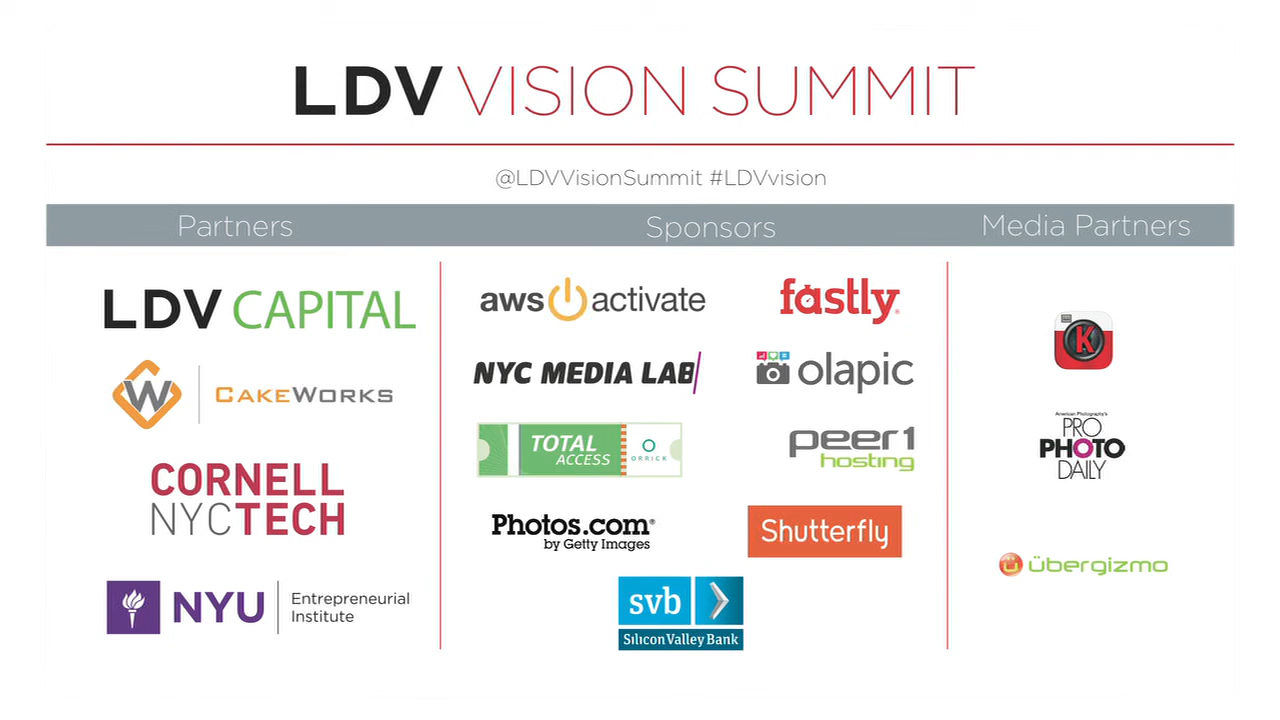 LDV VISION SUMMIT
@LDVVisionSummit #LDVvision
Partners
LDV CAPITAL
W CAKEWORKS
CORNELL
NYCTECH
NYU Entrepreneurial
Institute
Sponsors
aws activate
fastly
NYC MEDIA LAB
olapic
TOTAL
ACCESS
ORRICK
peer1
hosting
Photos.com®
by Getty Images
Shutterfly
svb
Silicon Valley Bank
Media Partners
K
American Photography's
PRO
PHOTO
DAILY
ü übergizmo